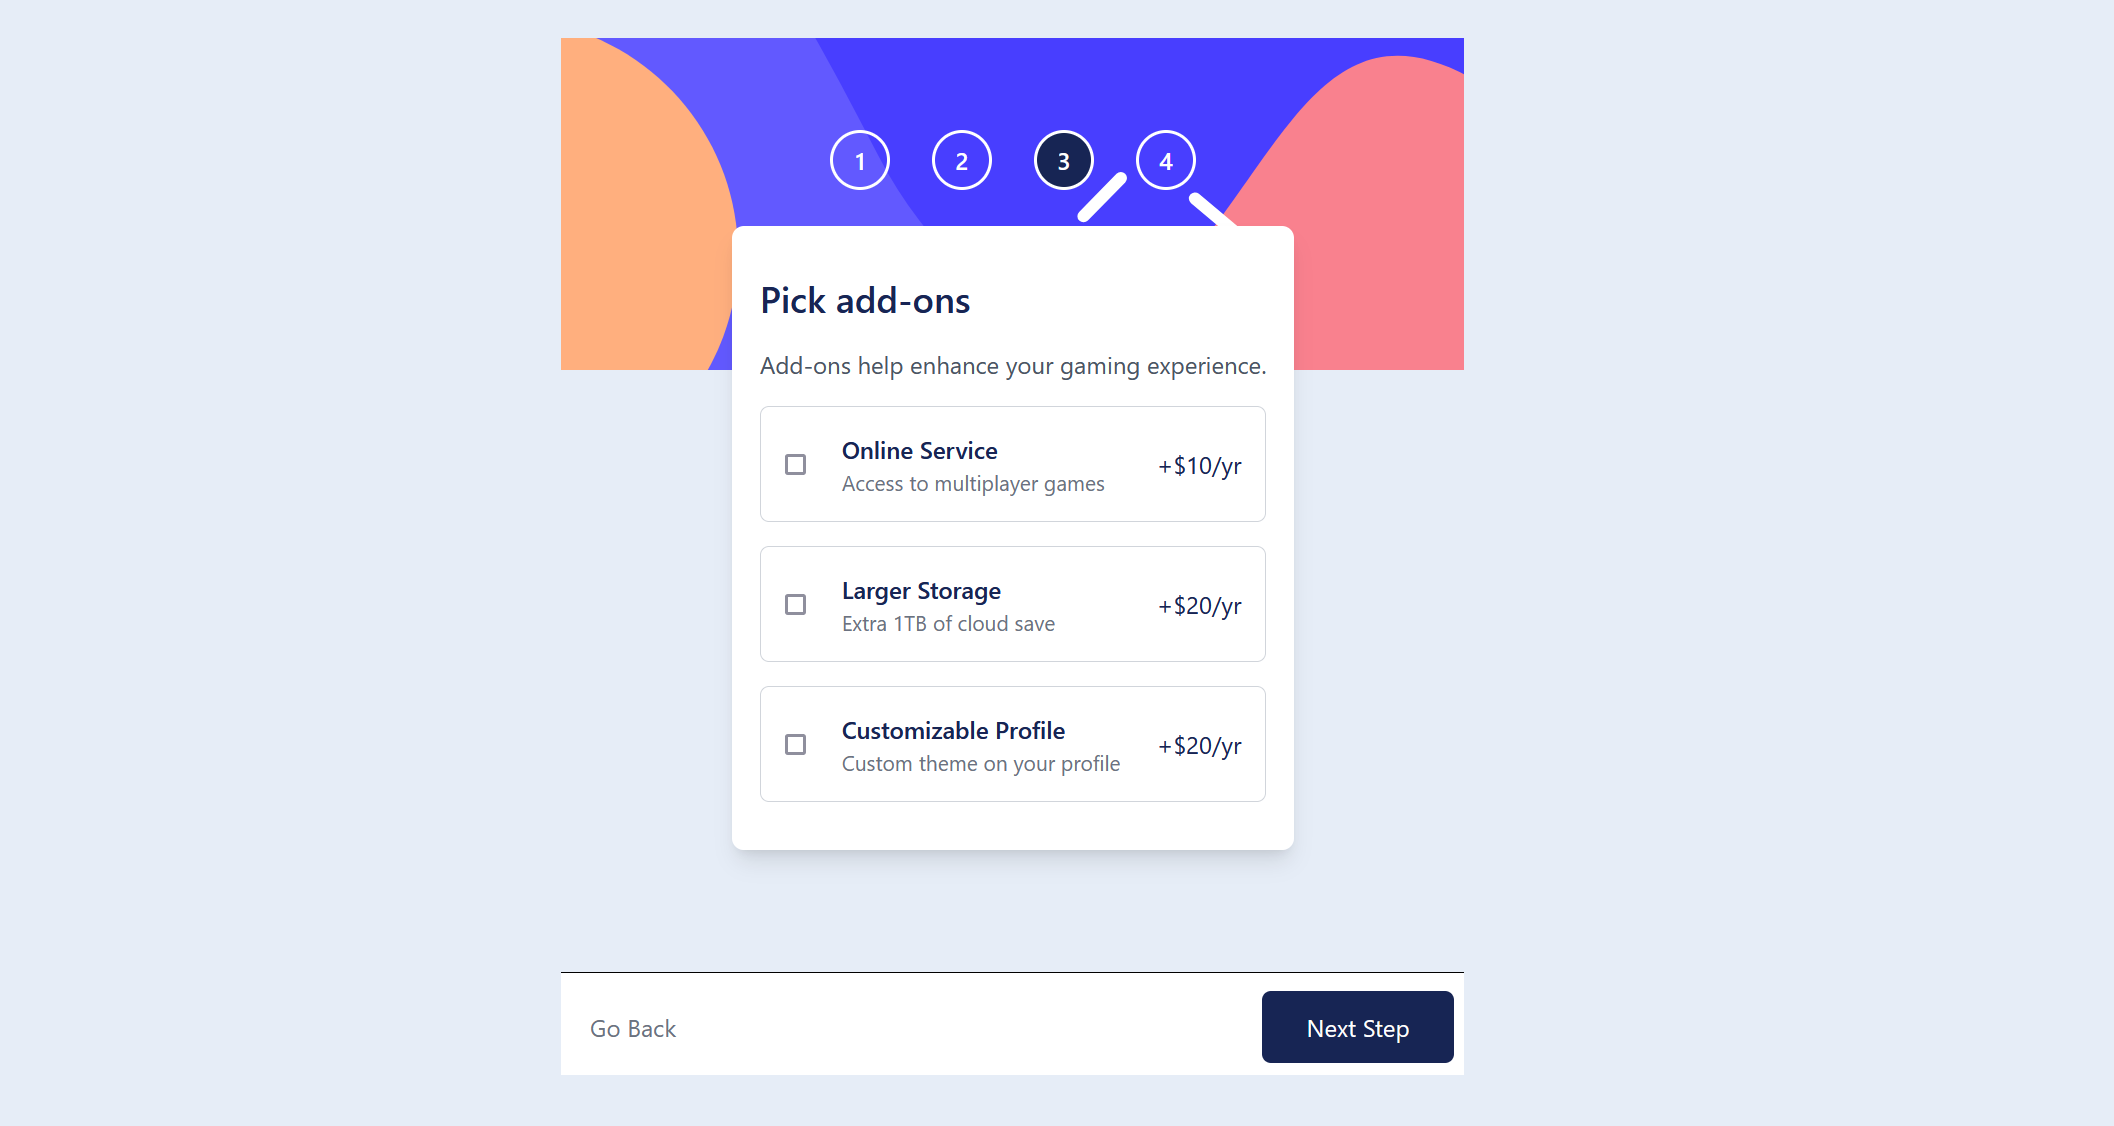 1 2 3 4
Pick add-ons
Add-ons help enhance your gaming experience.
Online Service
Access to multiplayer games
+$10/yr
Larger Storage
Extra 1TB of cloud save
+$20/yr
Customizable Profile
Custom theme on your profile
+$20/yr
Go Back
Next Step